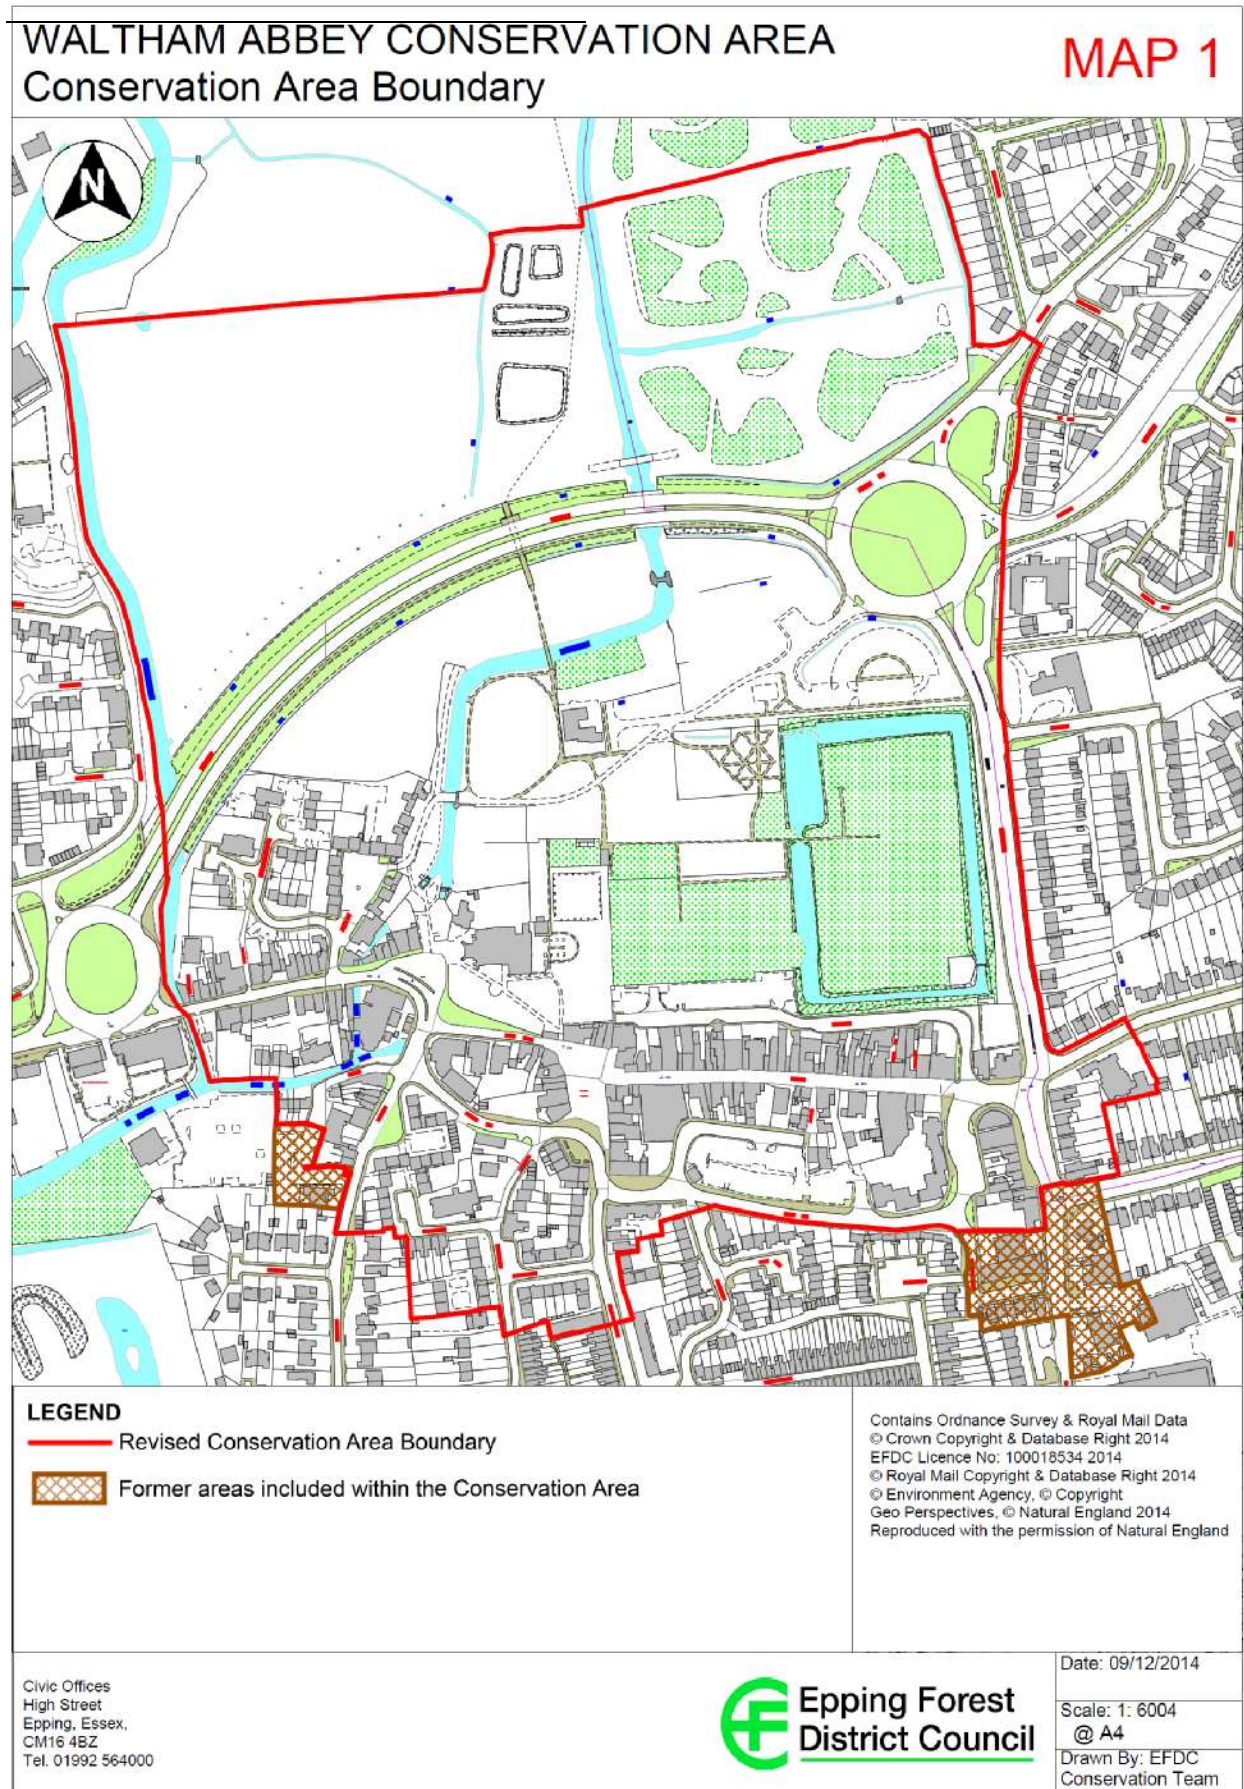 WALTHAM ABBEY CONSERVATION AREA
Conservation Area Boundary
MAP 1
N
LEGEND
Revised Conservation Area Boundary
Former areas included within the Conservation Area
Contains Ordnance Survey & Royal Mail Data
© Crown Copyright & Database Right 2014
EFDC Licence No: 100018534 2014
© Royal Mail Copyright & Database Right 2014
© Environment Agency, © Copyright
Geo Perspectives, © Natural England 2014
Reproduced with the permission of Natural England
Civic Offices
High Street
Epping, Essex,
CM16 4BZ
Tel. 01992 564000
Epping Forest
District Council
Date: 09/12/2014
Scale: 1: 6004
@ A4
Drawn By: EFDC
Conservation Team